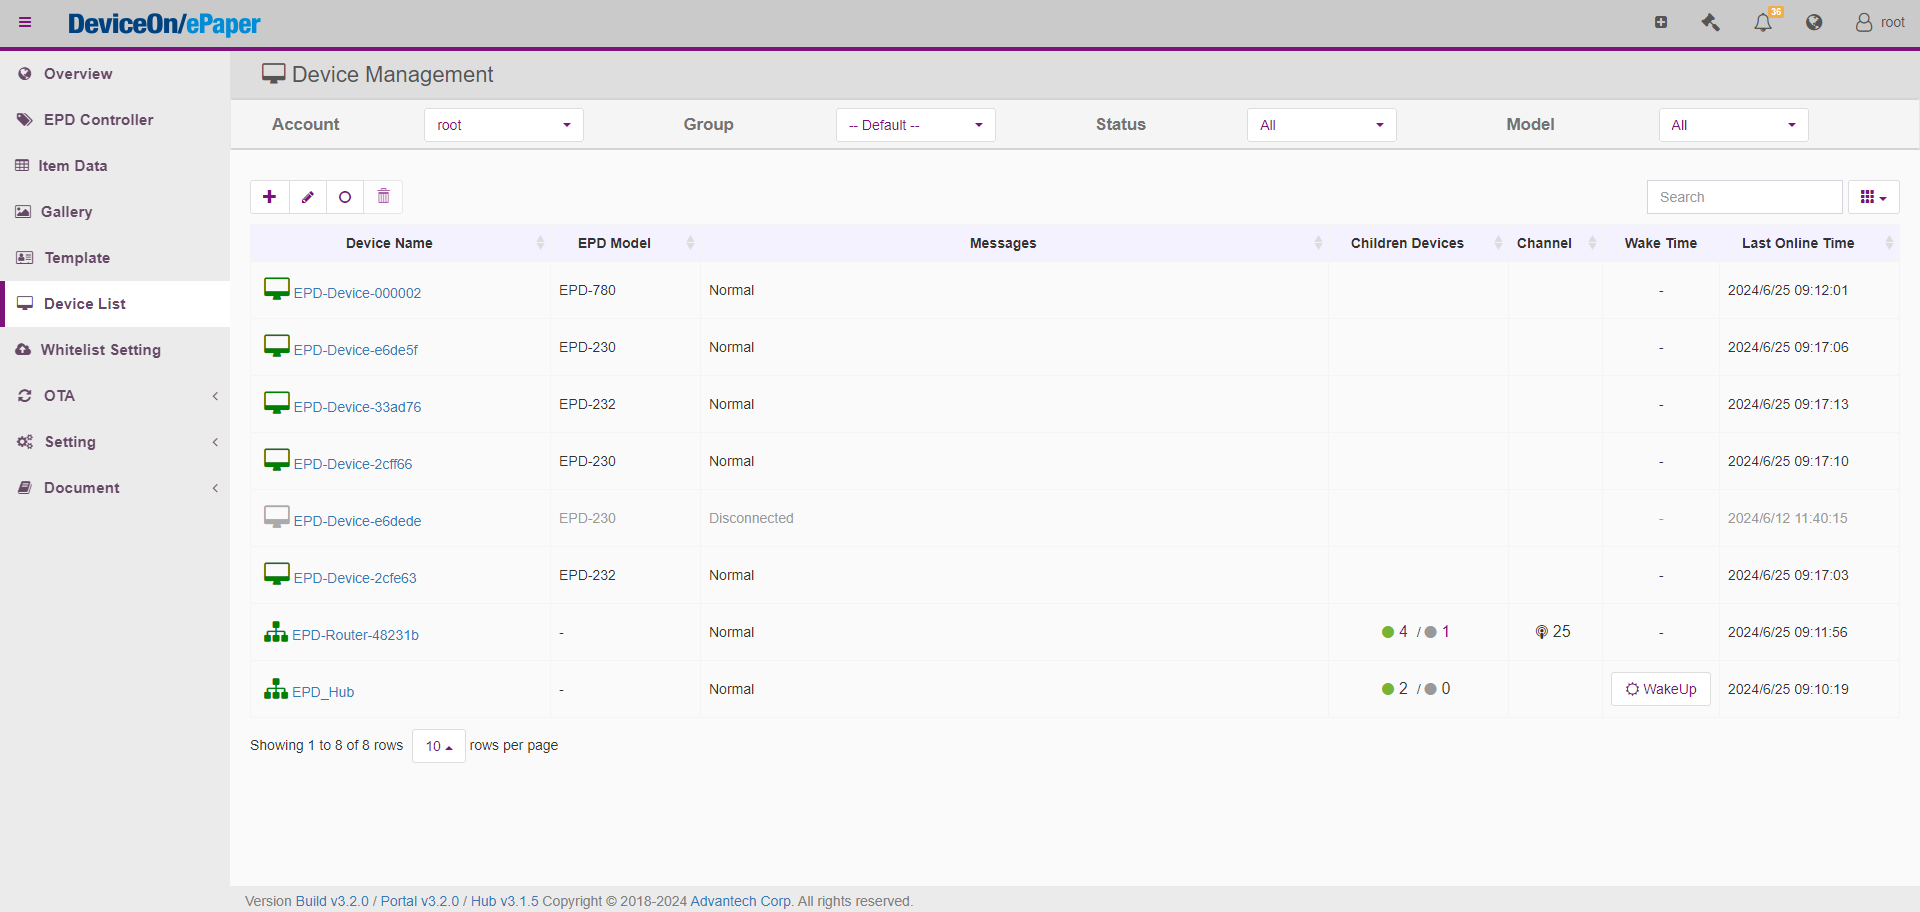 DeviceOn/ePaper
36
root
Overview
EPD Controller
Item Data
Gallery
Template
Device List
Whitelist Setting
OTA
Setting
Document
Device Management
Account root Group -- Default -- Status All Model All
Search
Device Name EPD Model Messages Children Devices Channel Wake Time Last Online Time
EPD-Device-000002 EPD-780 Normal - 2024/6/25 09:12:01
EPD-Device-e6de5f EPD-230 Normal - 2024/6/25 09:17:06
EPD-Device-33ad76 EPD-232 Normal - 2024/6/25 09:17:13
EPD-Device-2cff66 EPD-230 Normal - 2024/6/25 09:17:10
EPD-Device-e6dede EPD-230 Disconnected - 2024/6/12 11:40:15
EPD-Device-2cfe63 EPD-232 Normal - 2024/6/25 09:17:03
EPD-Router-48231b - Normal 4 / 1 25 - 2024/6/25 09:11:56
EPD_Hub - Normal 2 / 0 WakeUp 2024/6/25 09:10:19
Showing 1 to 8 of 8 rows 10 rows per page
Version Build v3.2.0 / Portal v3.2.0 / Hub v3.1.5 Copyright © 2018-2024 Advantech Corp. All rights reserved.